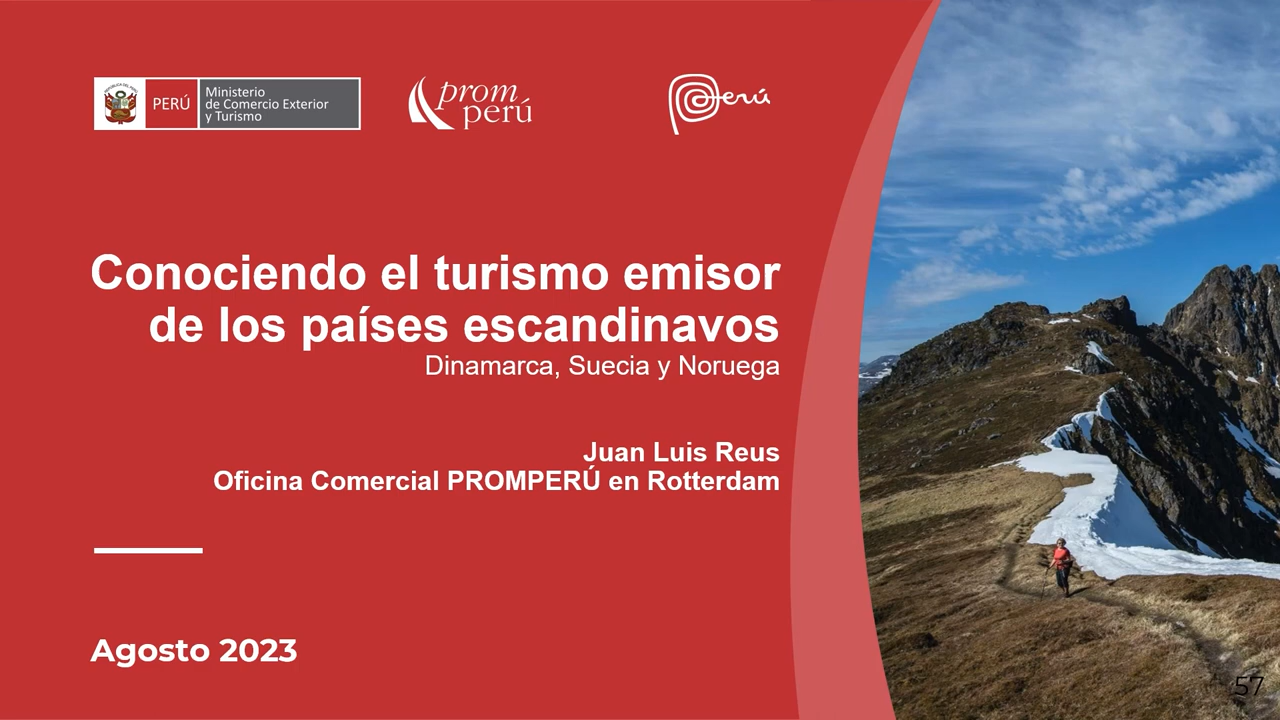 PERÚ
Ministerio
de Comercio Exterior
y Turismo
prom
perú
Perú
Conociendo el turismo emisor
de los países escandinavos
Dinamarca, Suecia y Noruega
Juan Luis Reus
Oficina Comercial PROMPERÚ en Rotterdam
Agosto 2023
57